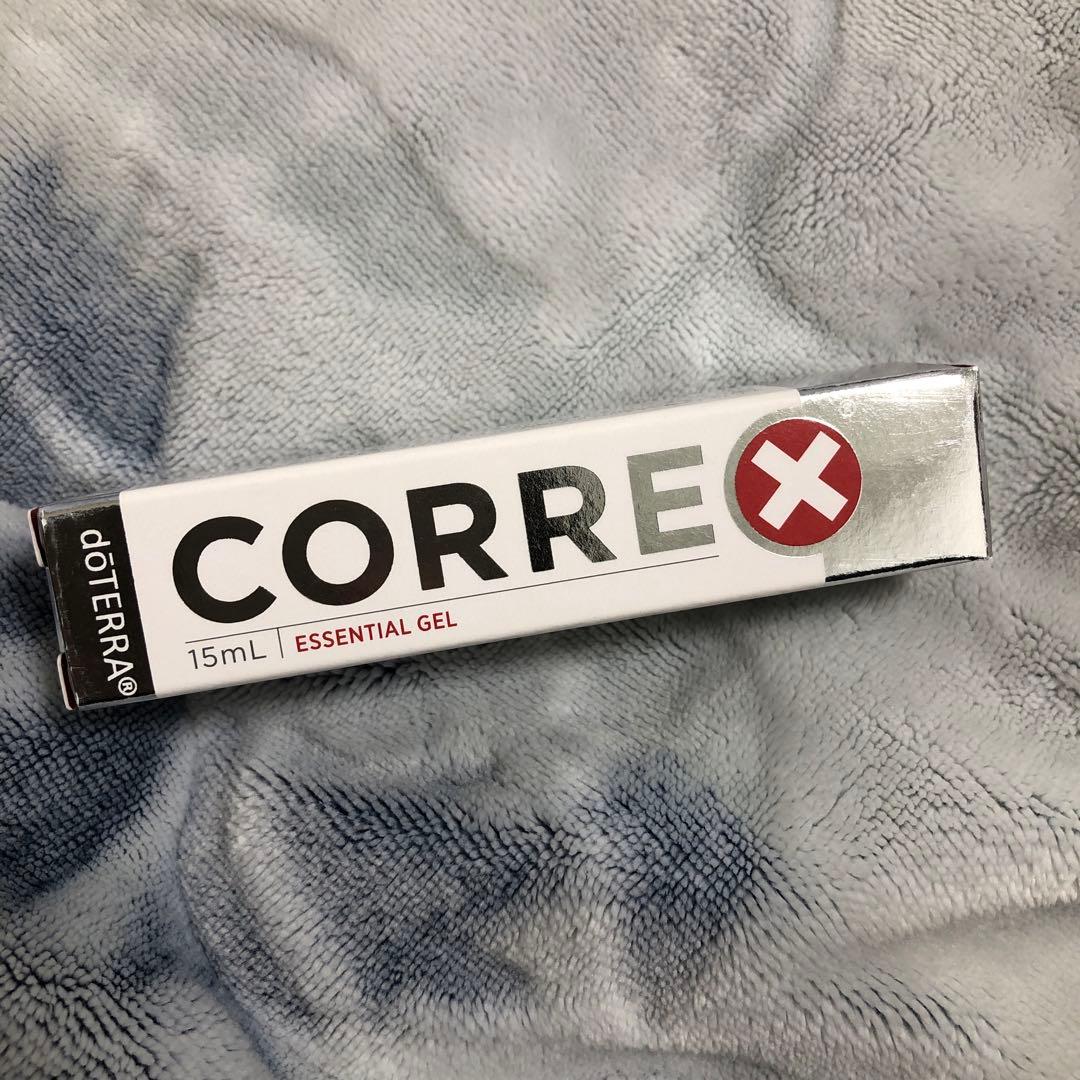 dōTERRA®
CORREX
15mL | ESSENTIAL GEL